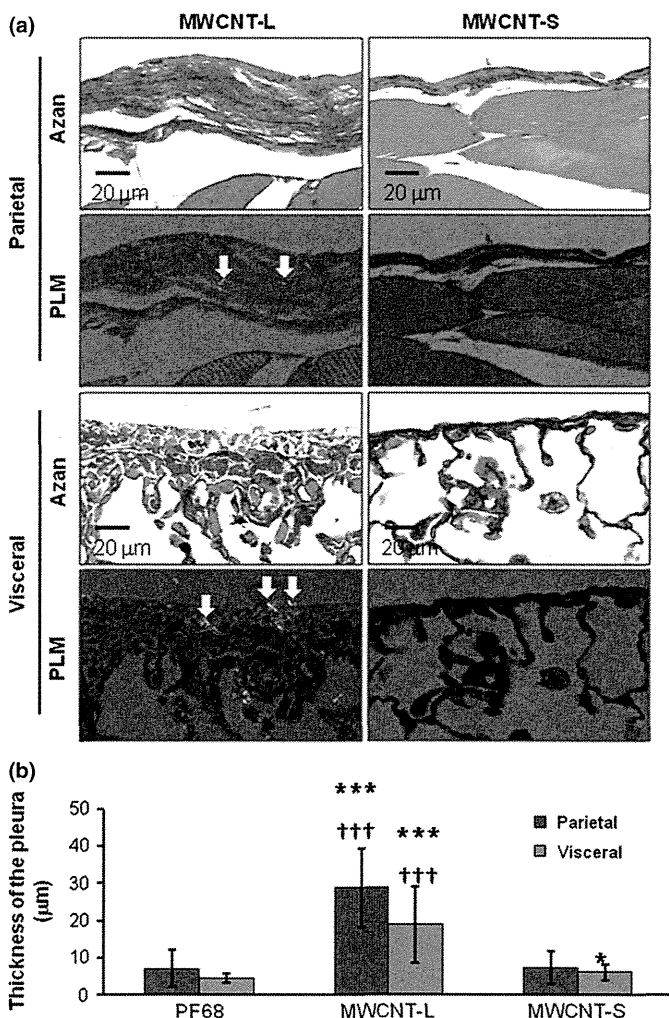 (a)
MWCNT-L MWCNT-S
Parietal
Azan
20 µm 20 µm
PLM
Visceral
Azan
20 µm 20 µm
PLM
(b)
Thickness of the pleura
(µm)
50
40
30
20
10
0
***
†††
***
†††
*
Parietal
Visceral
PF68 MWCNT-L MWCNT-S